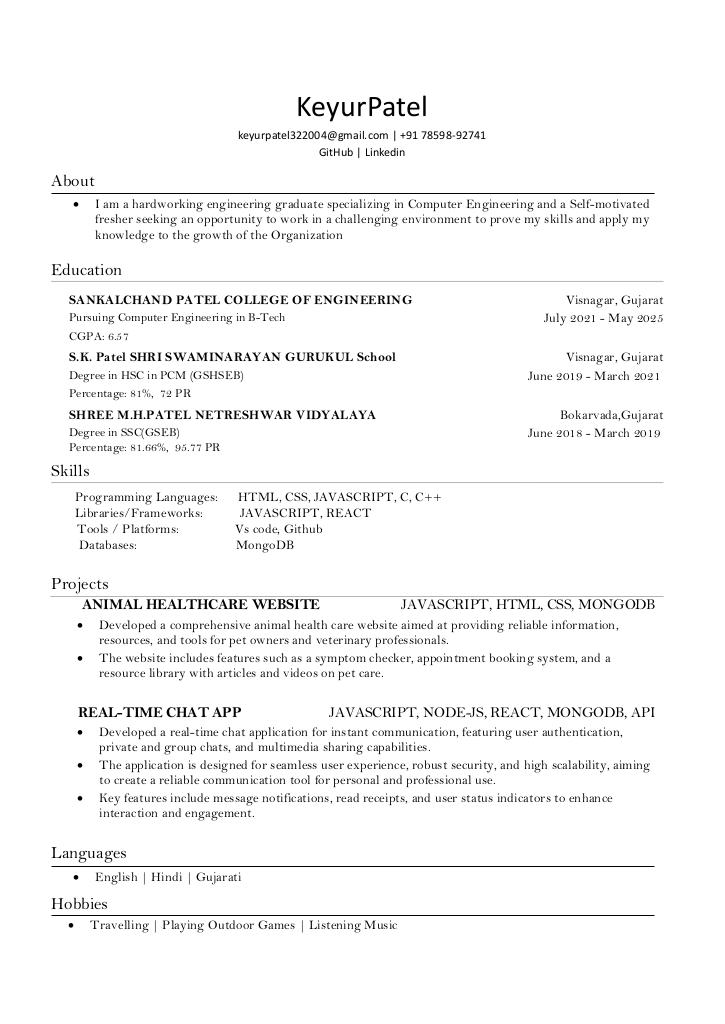 KeyurPatel
keyurpatel322004@gmail.com | +91 78598-92741
GitHub | Linkedin
About
• I am a hardworking engineering graduate specializing in Computer Engineering and a Self-motivated
fresher seeking an opportunity to work in a challenging environment to prove my skills and apply my
knowledge to the growth of the Organization
Education
SANKALCHAND PATEL COLLEGE OF ENGINEERING Visnagar, Gujarat
Pursuing Computer Engineering in B-Tech July 2021 - May 2025
CGPA: 6.57
S.K. Patel SHRI SWAMINARAYAN GURUKUL School Visnagar, Gujarat
Degree in HSC in PCM (GSHSEB) June 2019 - March 2021
Percentage: 81%, 72 PR
SHREE M.H.PATEL NETRESHWAR VIDYALAYA Bokarvada,Gujarat
Degree in SSC(GSEB) June 2018 - March 2019
Percentage: 81.66%, 95.77 PR
Skills
Programming Languages: HTML, CSS, JAVASCRIPT, C, C++
Libraries/Frameworks: JAVASCRIPT, REACT
Tools / Platforms: Vs code, Github
Databases: MongoDB
Projects
ANIMAL HEALTHCARE WEBSITE JAVASCRIPT, HTML, CSS, MONGODB
• Developed a comprehensive animal health care website aimed at providing reliable information,
resources, and tools for pet owners and veterinary professionals.
• The website includes features such as a symptom checker, appointment booking system, and a
resource library with articles and videos on pet care.
REAL-TIME CHAT APP JAVASCRIPT, NODE-JS, REACT, MONGODB, API
• Developed a real-time chat application for instant communication, featuring user authentication,
private and group chats, and multimedia sharing capabilities.
• The application is designed for seamless user experience, robust security, and high scalability, aiming
to create a reliable communication tool for personal and professional use.
• Key features include message notifications, read receipts, and user status indicators to enhance
interaction and engagement.
Languages
• English | Hindi | Gujarati
Hobbies
• Travelling | Playing Outdoor Games | Listening Music